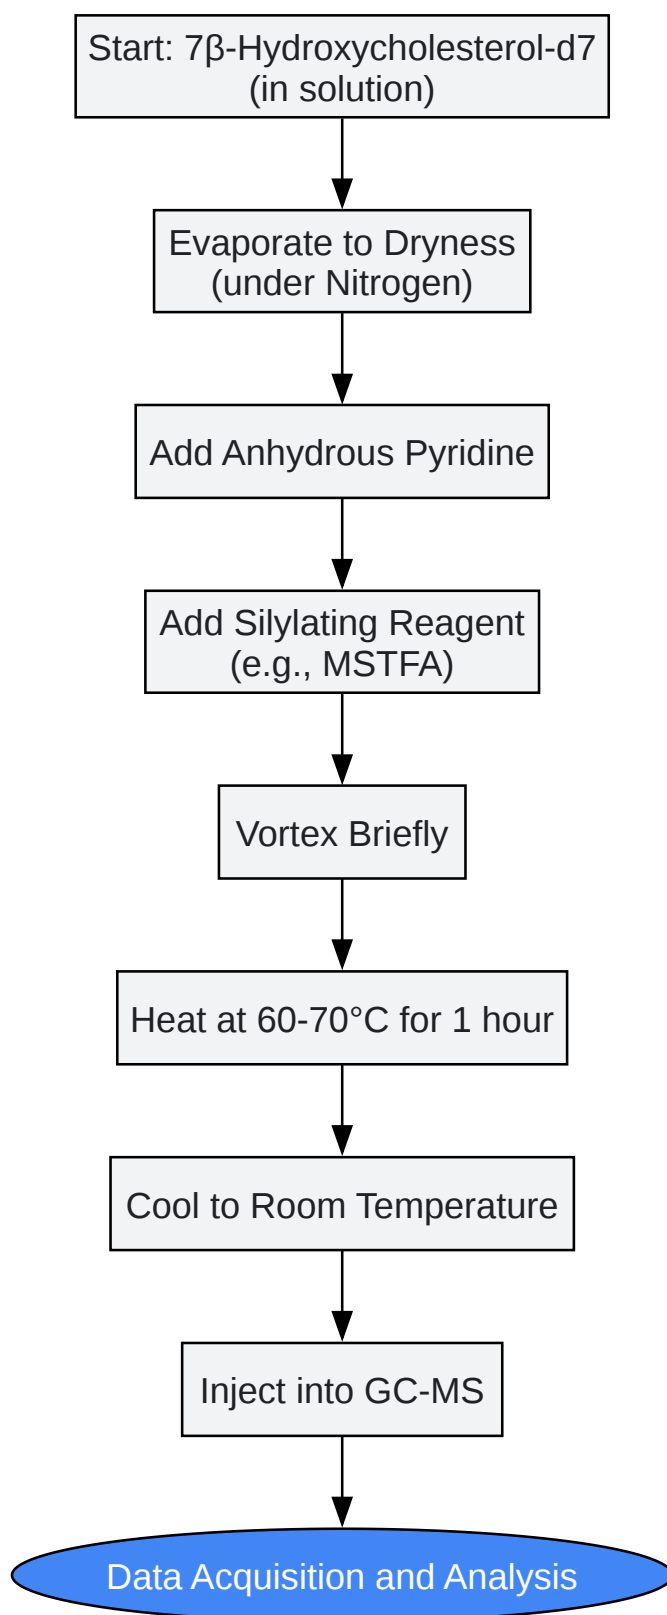 Start: 7β-Hydroxycholesterol-d7
(in solution)
Evaporate to Dryness
(under Nitrogen)
Add Anhydrous Pyridine
Add Silylating Reagent
(e.g., MSTFA)
Vortex Briefly
Heat at 60-70°C for 1 hour
Cool to Room Temperature
Inject into GC-MS
Data Acquisition and Analysis